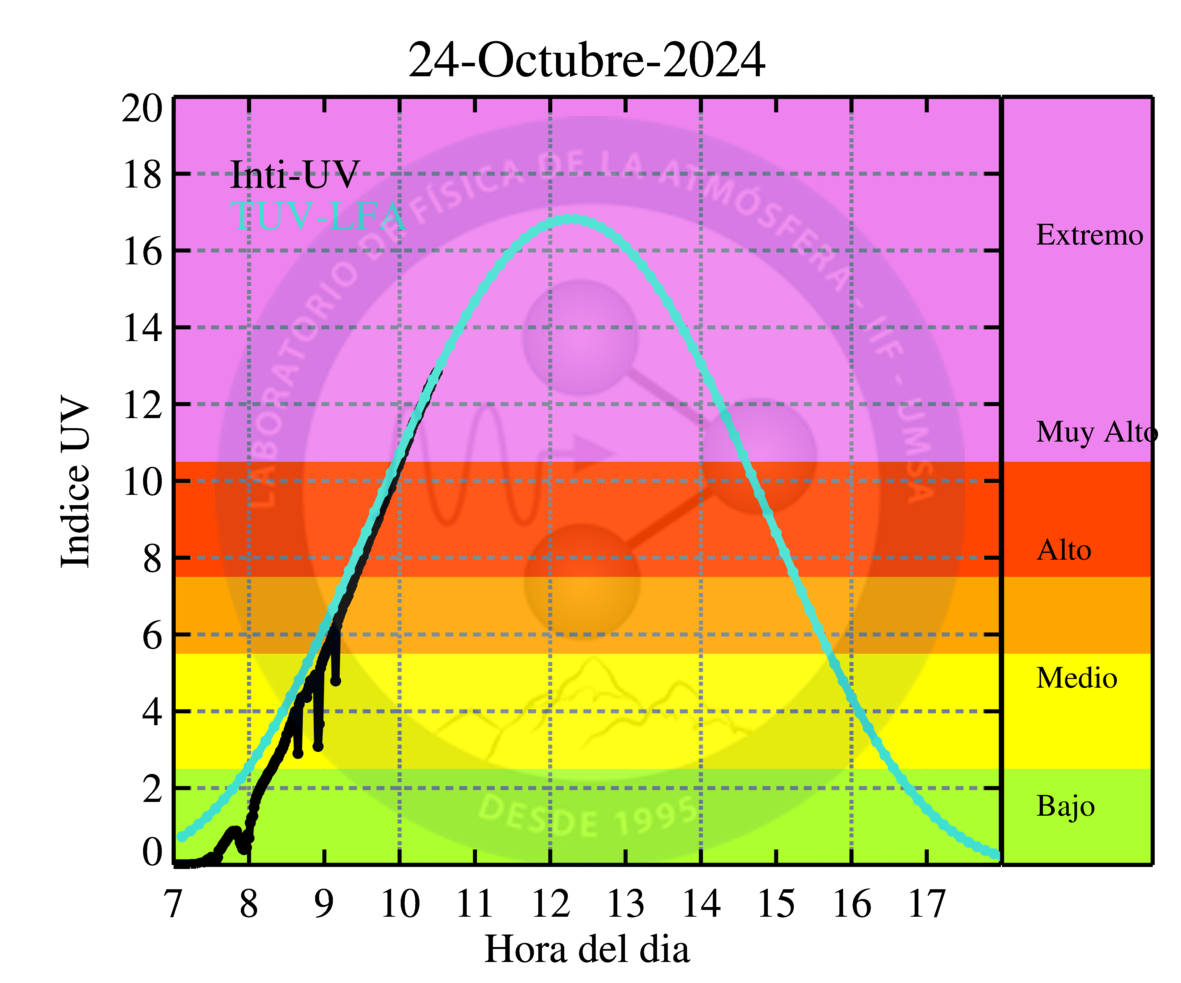 24-Octubre-2024
20
18
16
14
12
10
8
6
4
2
0
Indice UV
Inti-UV
TUV-LFA
LABORATORIO DE FÍSICA DE LA ATMÓSFERA - IIF - UMSA
DESDE 1995
Extremo
Muy Alto
Alto
Medio
Bajo
7 8 9 10 11 12 13 14 15 16 17
Hora del dia